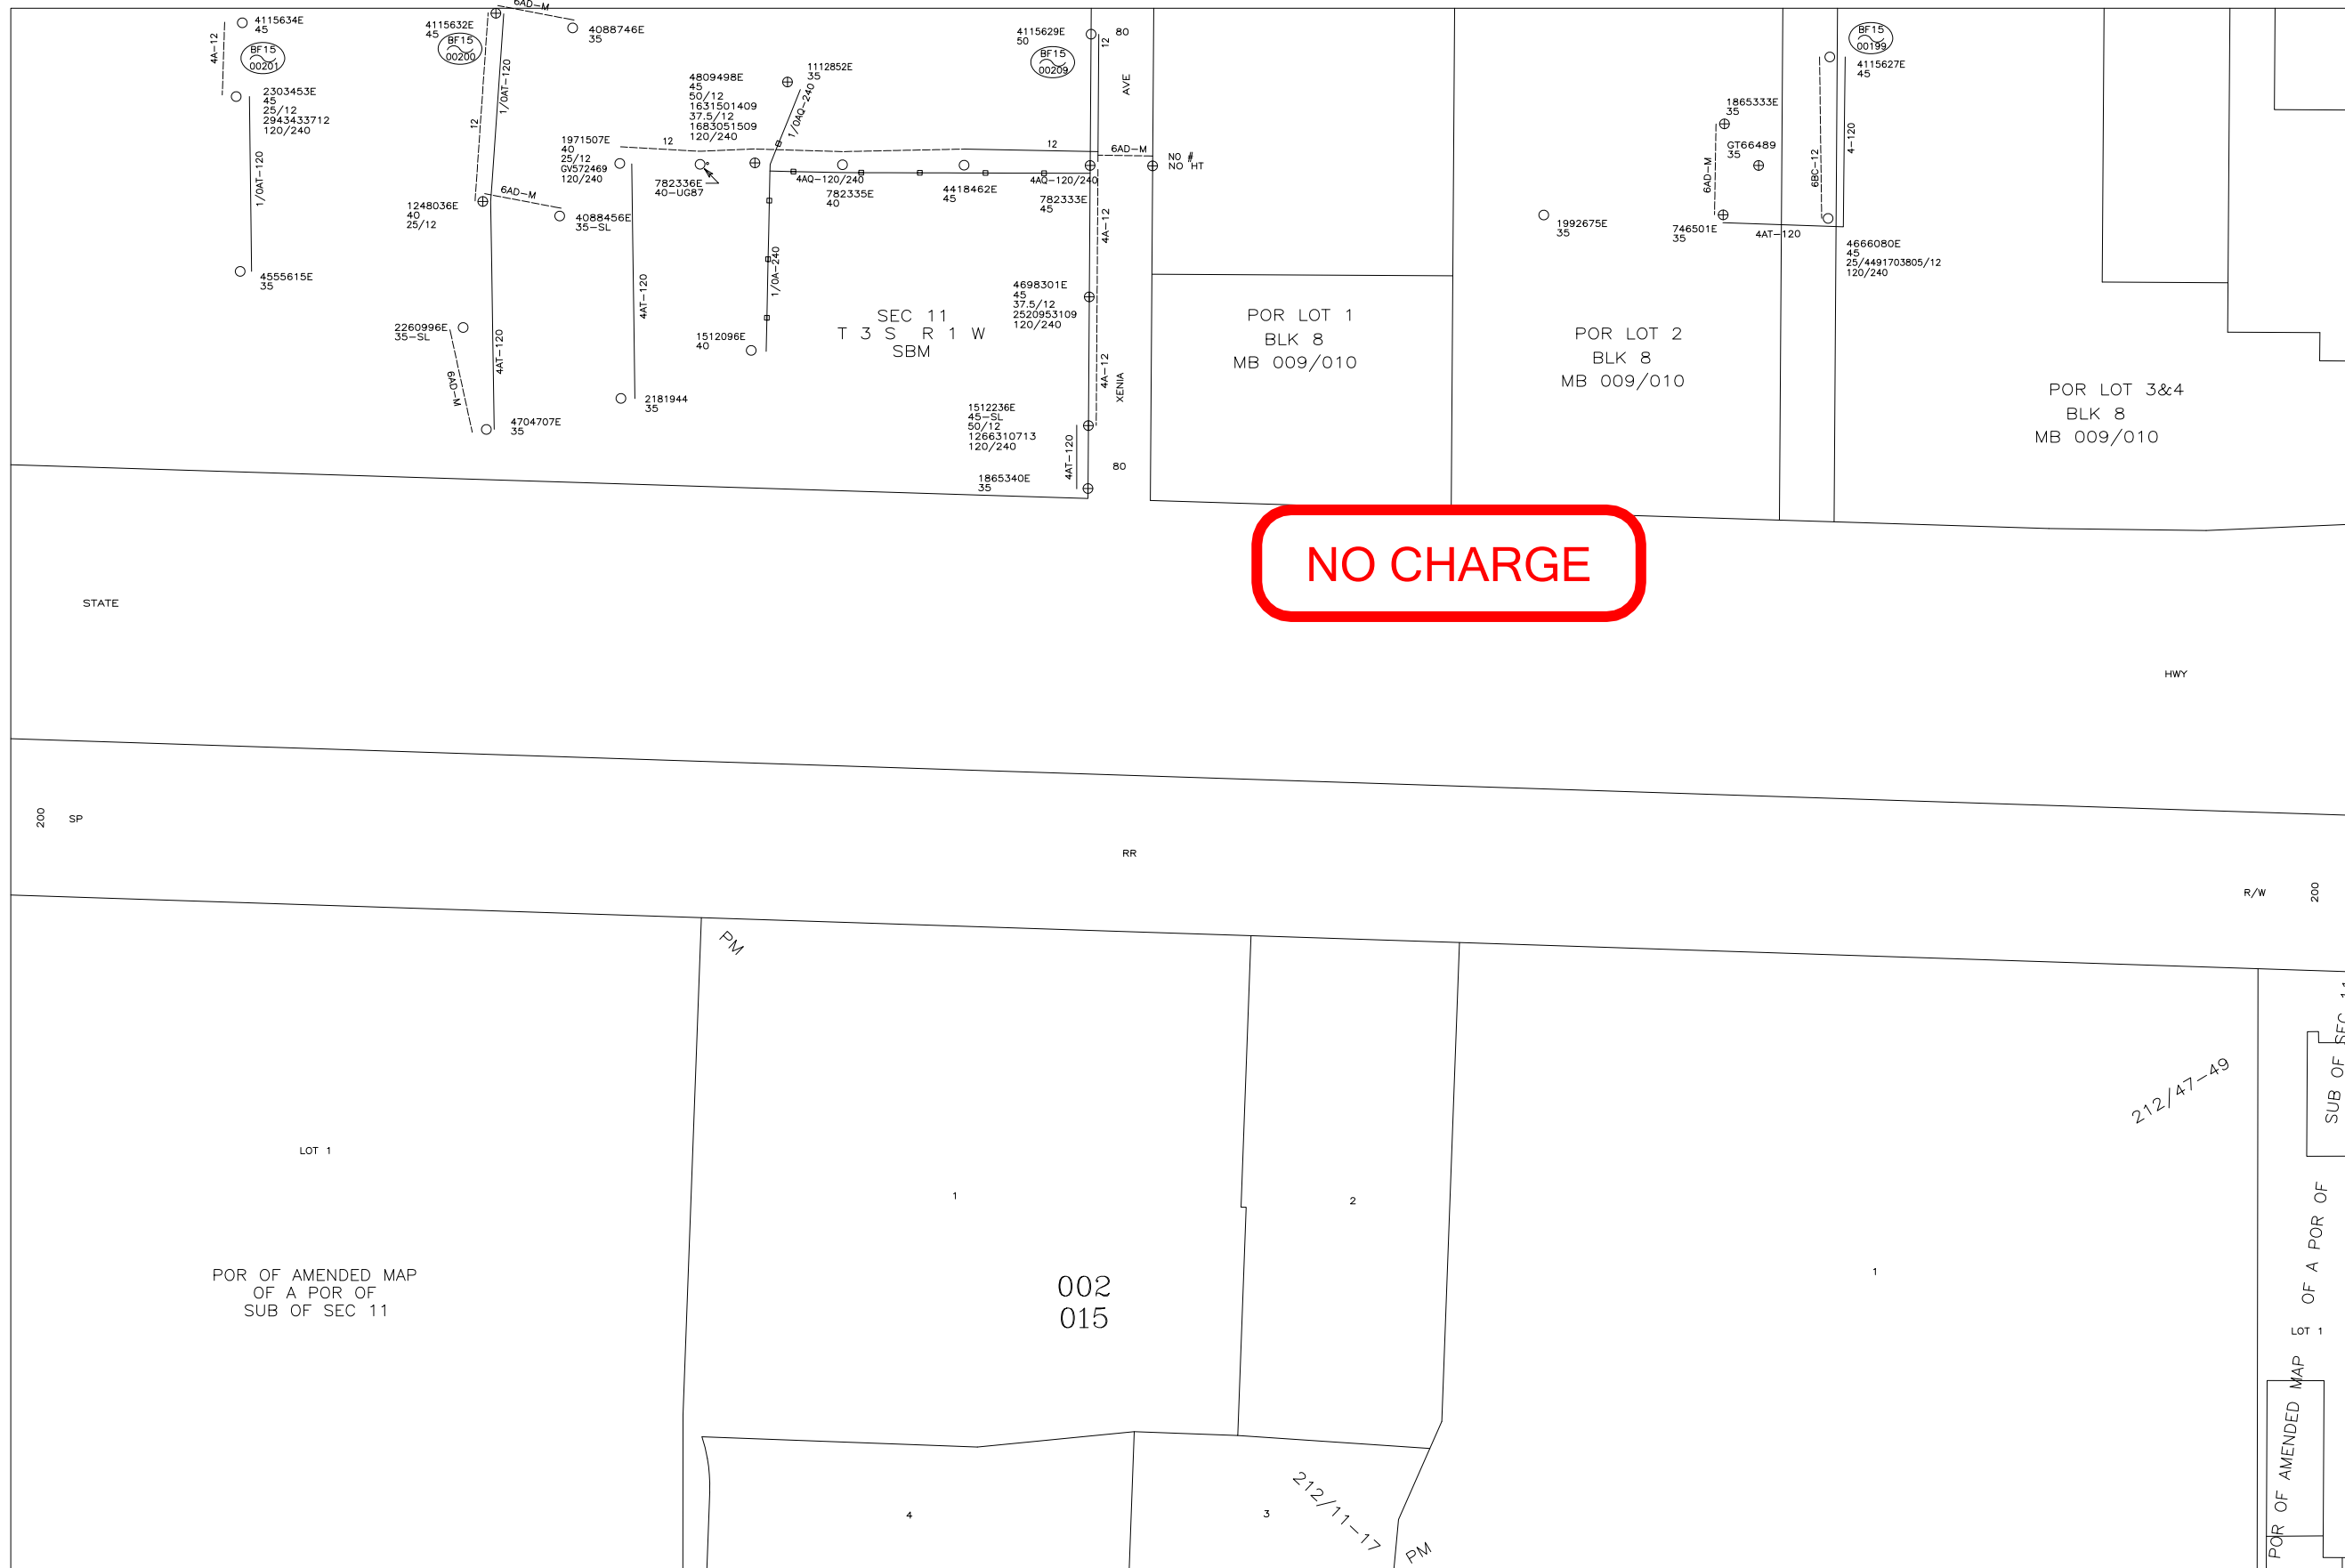 6AD-M
4115634E
45
4A-12
BF15
00201
2303453E
45
25/12
2943433712
120/240
1/0AT-120
4555615E
35
4115632E
45
BF15
00200
4088746E
35
12
1/0AT-120
1248036E
40
25/12
6AD-M
4088456E
35-SL
2260996E
35-SL
6AD-M
4AT-120
4704707E
35
1971507E
40
25/12
GV572469
120/240
12
4AT-120
2181944
35
4809498E
45
50/12
1631501409
37.5/12
1683051509
120/240
1112852E
35
1/0AQ-240
782336E
40-UG87
4AQ-120/240
782335E
40
4418462E
45
12
4AQ-120/240
782333E
45
1/0A-240
1512096E
40
SEC 11
T 3 S R 1 W
SBM
4115629E
50
BF15
00209
12
80
AVE
6AD-M
NO #
NO HT
4A-12
4698301E
45
37.5/12
2520953109
120/240
4A-12
XENIA
1512236E
45-SL
50/12
1266310713
120/240
4AT-120
80
1865340E
35
POR LOT 1
BLK 8
MB 009/010
1992675E
35
POR LOT 2
BLK 8
MB 009/010
1865333E
35
GT66489
35
6AD-M
746501E
35
4AT-120
BF15
00199
4115627E
45
6BC-12
4-120
4666080E
45
25/4491703805/12
120/240
POR LOT 3&4
BLK 8
MB 009/010
NO CHARGE
STATE
HWY
200
SP
RR
R/W
200
PM
LOT 1
POR OF AMENDED MAP
OF A POR OF
SUB OF SEC 11
1
2
002
015
1
212/47-49
4
3
212/11-17
PM
POR OF AMENDED MAP
OF A POR OF
SUB OF SEC 11
LOT 1